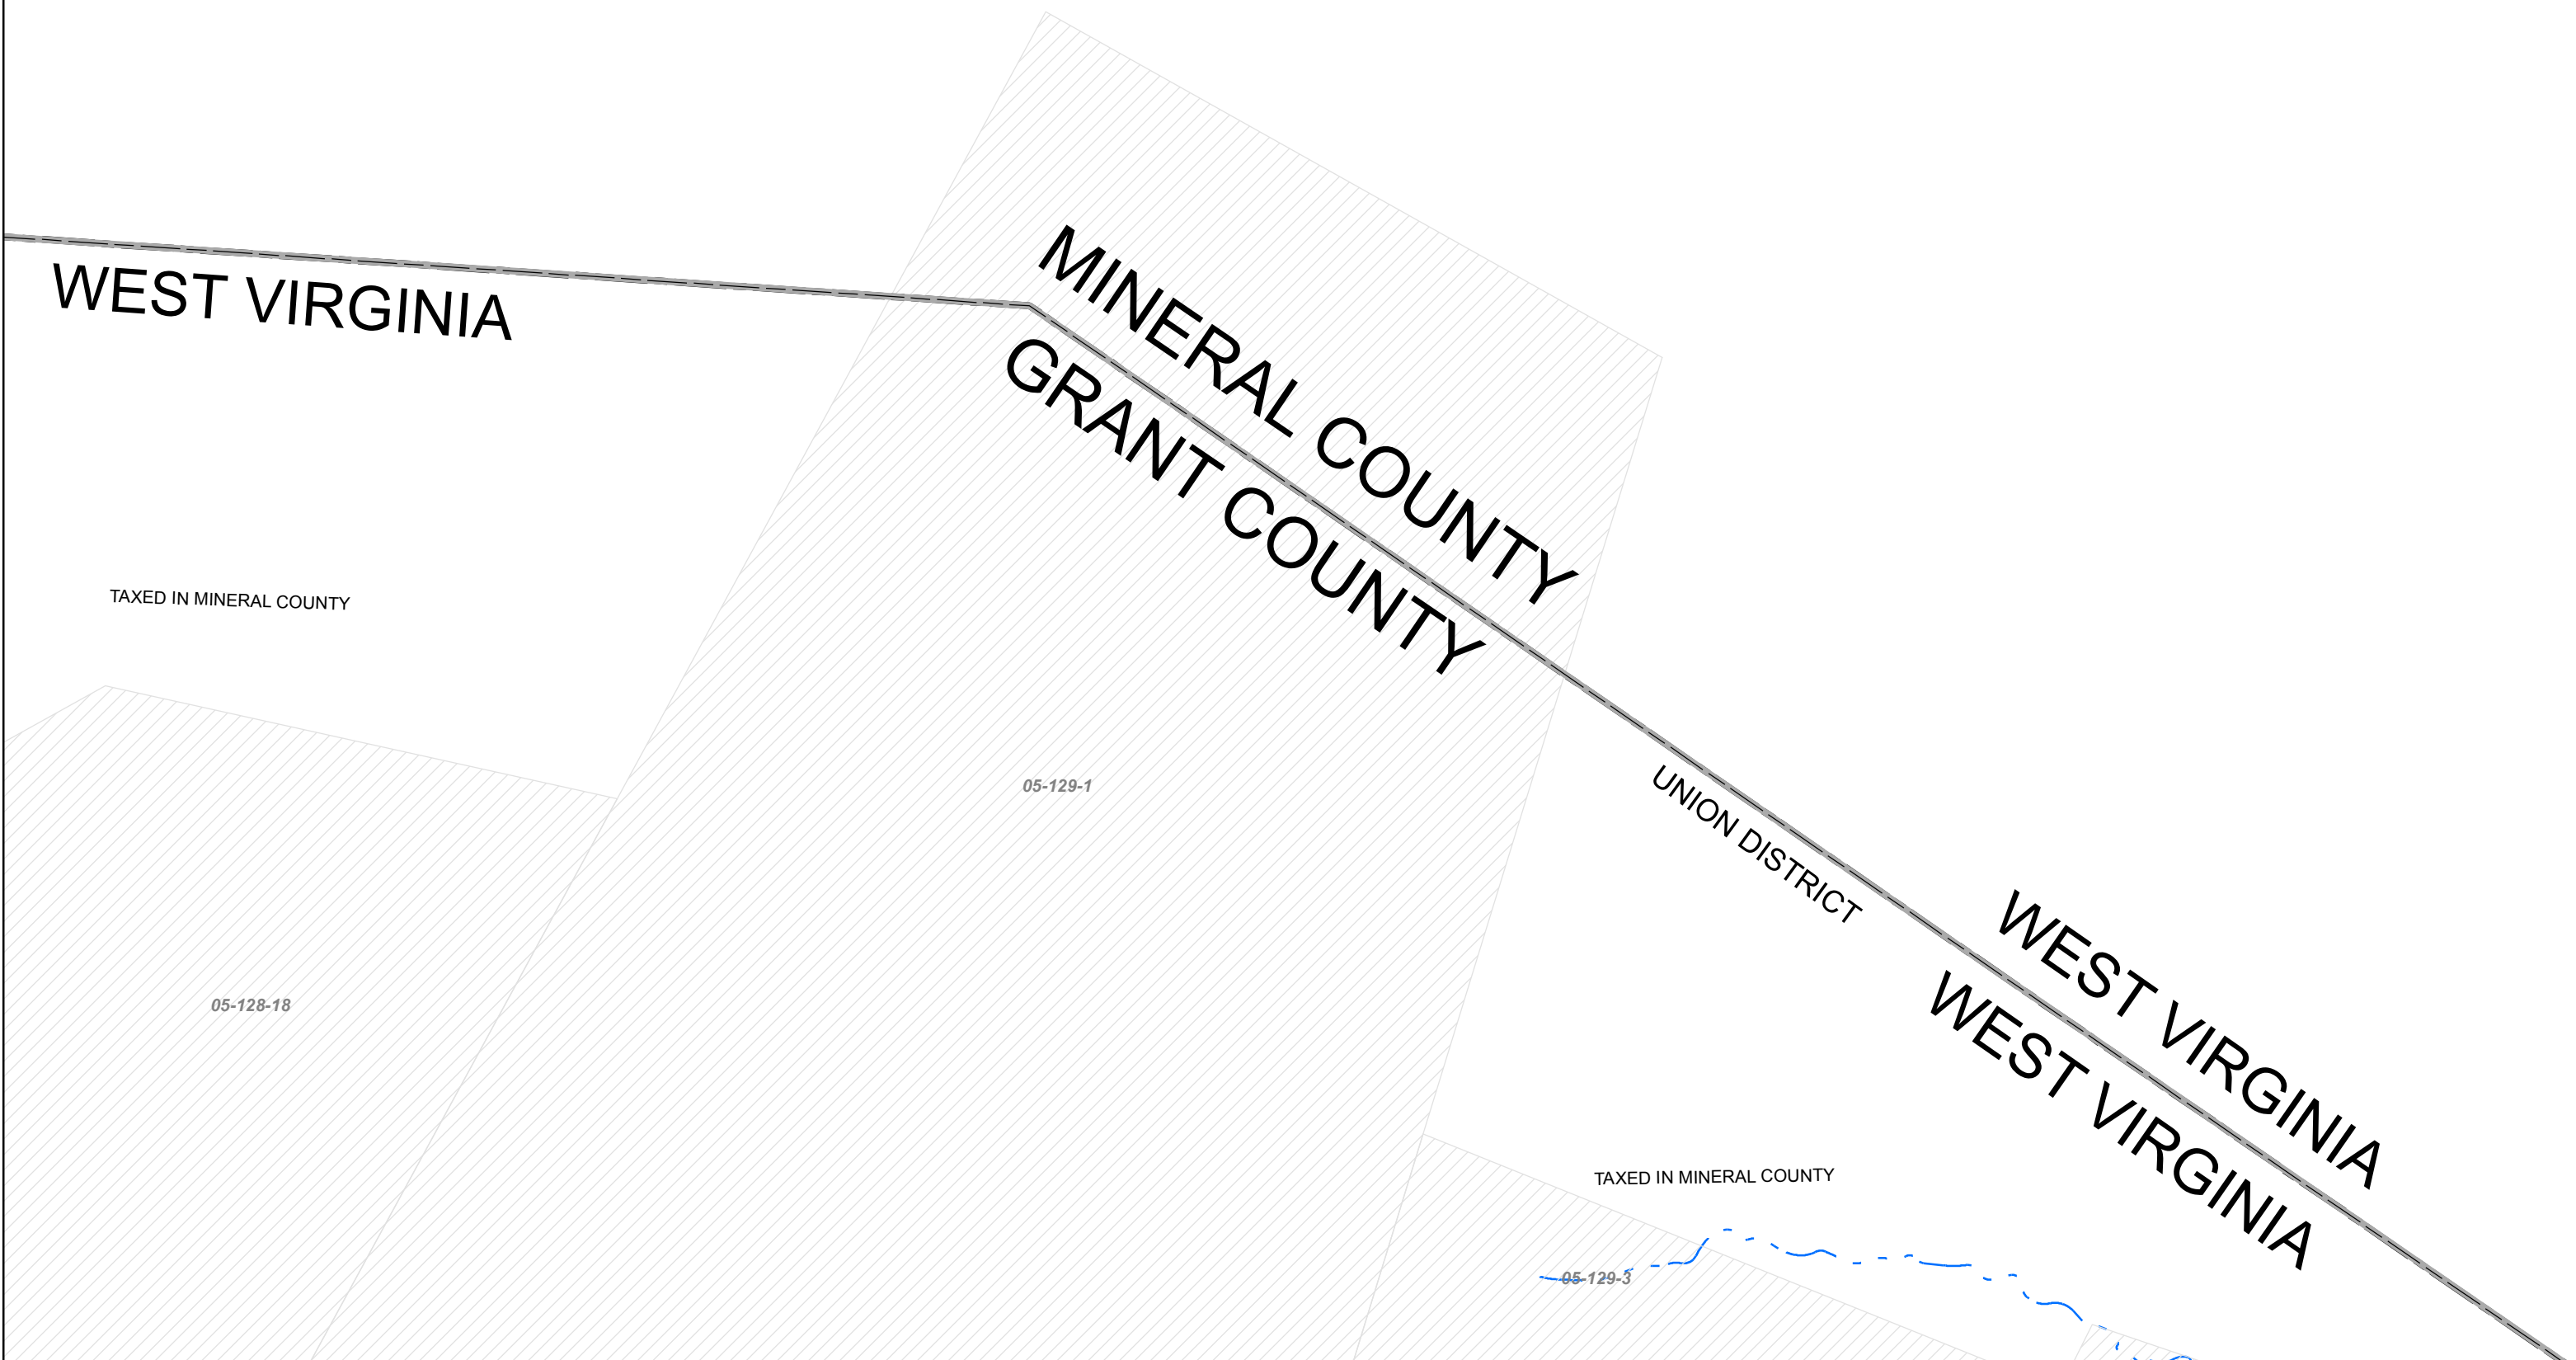 WEST VIRGINIA
MINERAL COUNTY
GRANT COUNTY
TAXED IN MINERAL COUNTY
05-129-1
UNION DISTRICT
05-128-18
WEST VIRGINIA
WEST VIRGINIA
TAXED IN MINERAL COUNTY
05-129-3